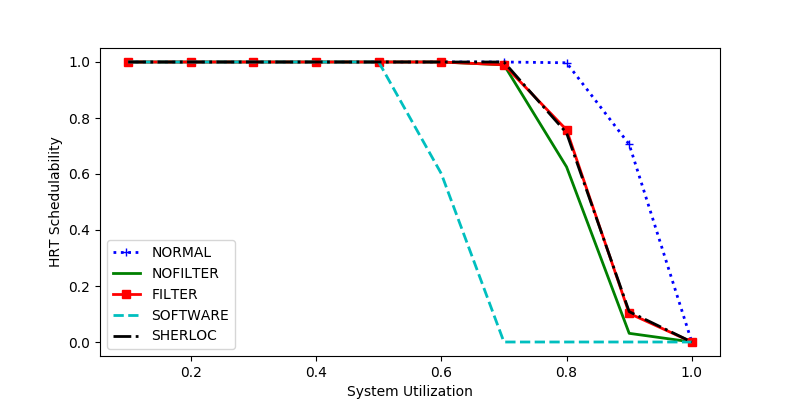 1.0
0.8
0.6
0.4
0.2
0.0
HRT Schedulability
NORMAL
NOFILTER
FILTER
SOFTWARE
SHERLOC
0.2 0.4 0.6 0.8 1.0
System Utilization